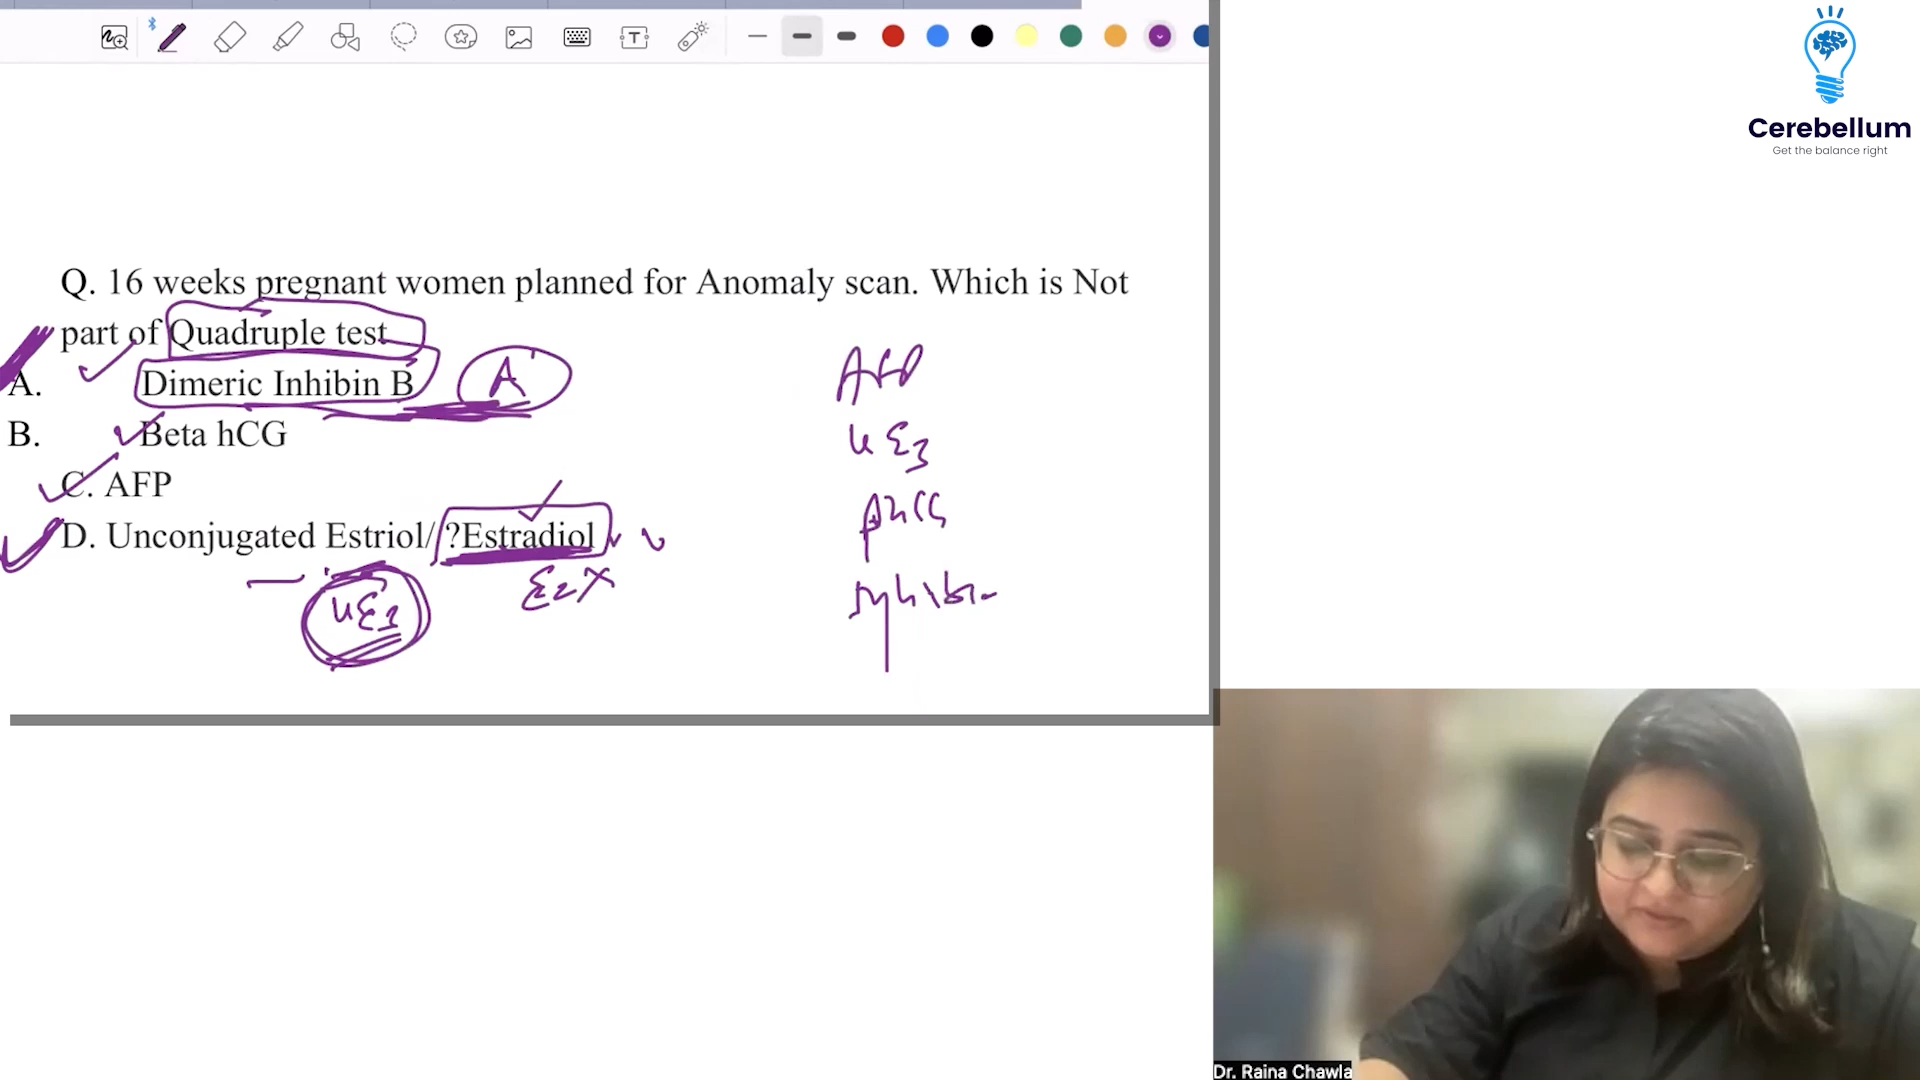 Cerebellum
Get the balance right
Q. 16 weeks pregnant women planned for Anomaly scan. Which is Not
part of Quadruple test
A. Dimeric Inhibin B A
B. Beta hCG
C. AFP
D. Unconjugated Estriol/ ?Estradiol
uE3 E2 X
AFP
uE3
βhCG
Inhibin
Dr. Raina Chawla